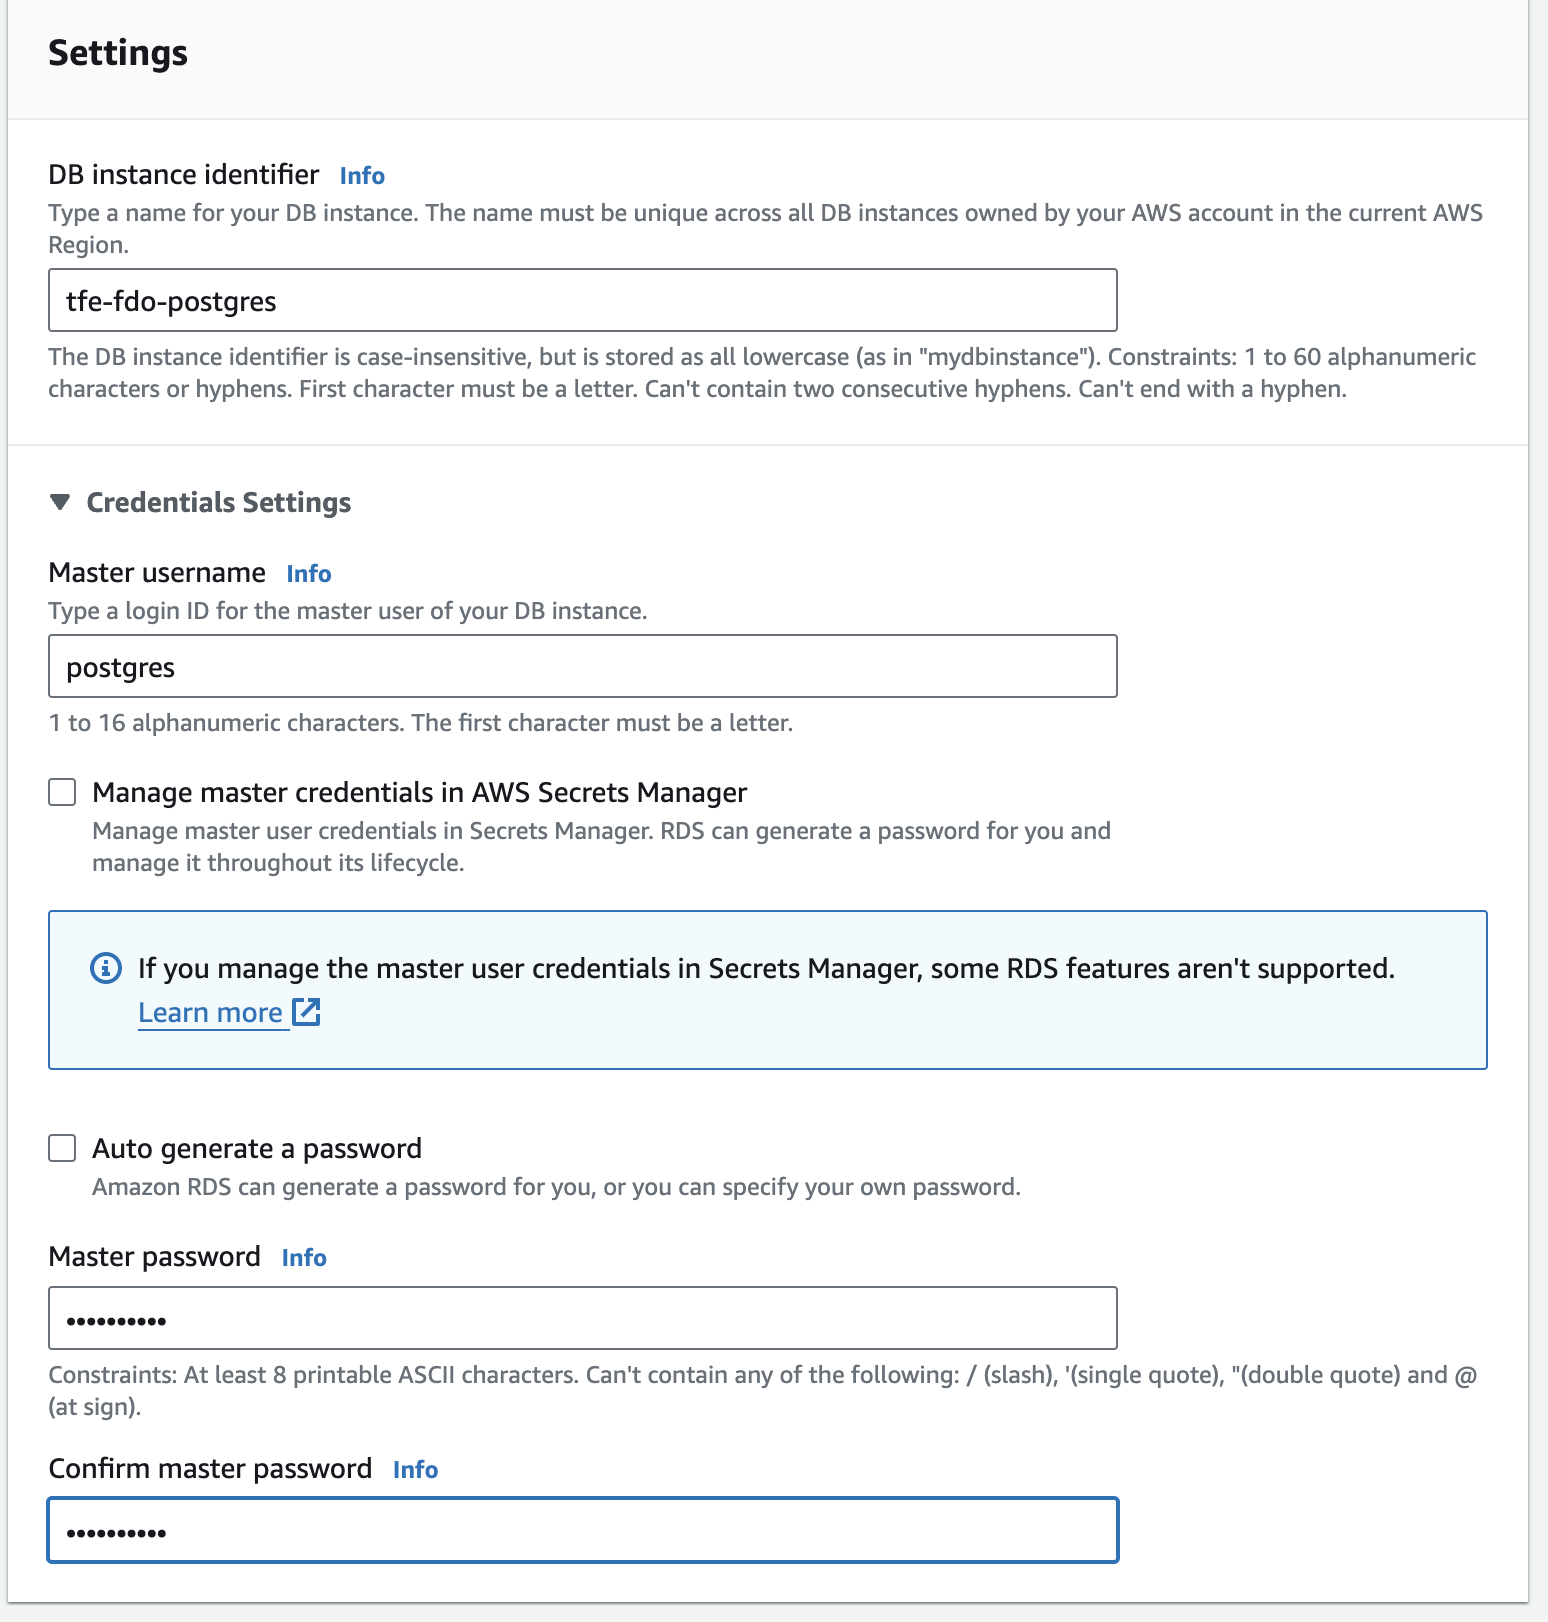 Settings
DB instance identifier Info
Type a name for your DB instance. The name must be unique across all DB instances owned by your AWS account in the current AWS
Region.
tfe-fdo-postgres
The DB instance identifier is case-insensitive, but is stored as all lowercase (as in "mydbinstance"). Constraints: 1 to 60 alphanumeric
characters or hyphens. First character must be a letter. Can't contain two consecutive hyphens. Can't end with a hyphen.
Credentials Settings
Master username Info
Type a login ID for the master user of your DB instance.
postgres
1 to 16 alphanumeric characters. The first character must be a letter.
Manage master credentials in AWS Secrets Manager
Manage master user credentials in Secrets Manager. RDS can generate a password for you and
manage it throughout its lifecycle.
If you manage the master user credentials in Secrets Manager, some RDS features aren't supported.
Learn more
Auto generate a password
Amazon RDS can generate a password for you, or you can specify your own password.
Master password Info
••••••••••
Constraints: At least 8 printable ASCII characters. Can't contain any of the following: / (slash), '(single quote), "(double quote) and @
(at sign).
Confirm master password Info
••••••••••